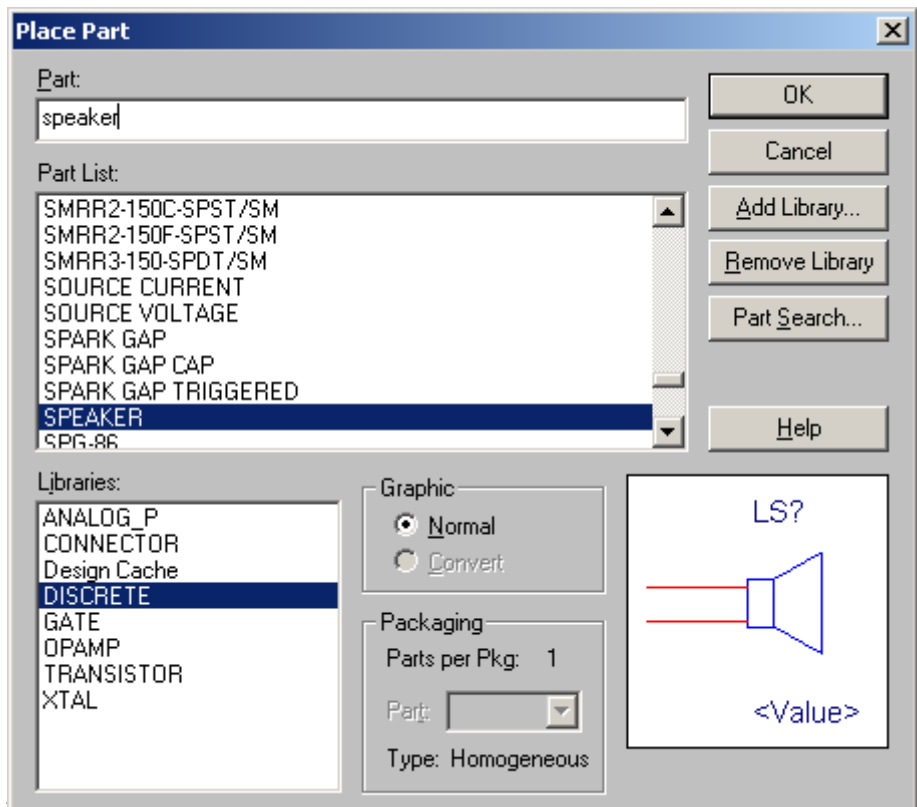 Place Part
Part:
speaker
OK
Cancel
Part List:
SMRR2-150C-SPST/SM
SMRR2-150F-SPST/SM
SMRR3-150-SPDT/SM
SOURCE CURRENT
SOURCE VOLTAGE
SPARK GAP
SPARK GAP CAP
SPARK GAP TRIGGERED
SPEAKER
SPG-86
Add Library...
Remove Library
Part Search...
Help
Libraries:
ANALOG_P
CONNECTOR
Design Cache
DISCRETE
GATE
OPAMP
TRANSISTOR
XTAL
Graphic
Normal
Convert
Packaging
Parts per Pkg: 1
Part:
Type: Homogeneous
LS?
<Value>